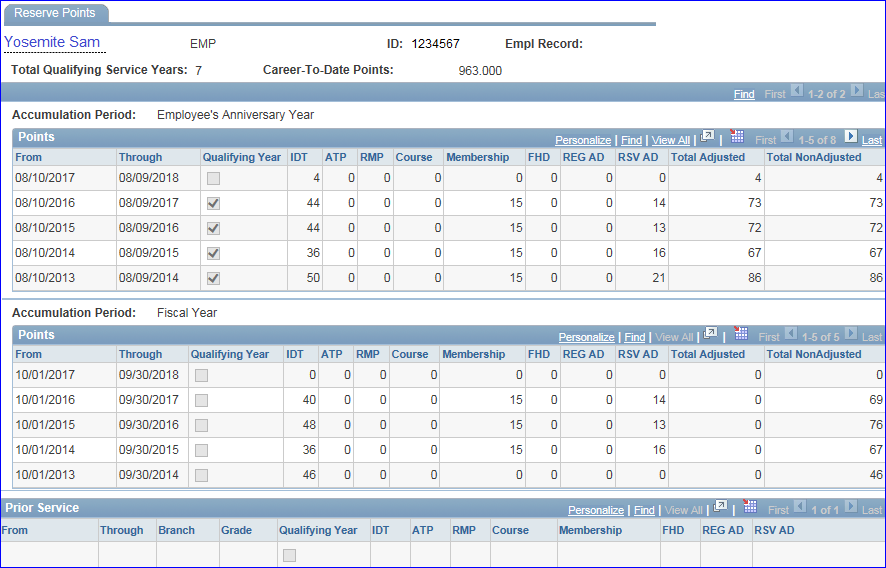 Reserve Points
Yosemite Sam EMP ID: 1234567 Empl Record:
Total Qualifying Service Years: 7 Career-To-Date Points: 963.000
Find First 1-2 of 2 Las
Accumulation Period: Employee's Anniversary Year
Points Personalize | Find | View All | | First 1-5 of 8 Last
From Through Qualifying Year IDT ATP RMP Course Membership FHD REG AD RSV AD Total Adjusted Total NonAdjusted
08/10/2017 08/09/2018 4 0 0 0 0 0 0 0 4 4
08/10/2016 08/09/2017 44 0 0 0 15 0 0 14 73 73
08/10/2015 08/09/2016 44 0 0 0 15 0 0 13 72 72
08/10/2014 08/09/2015 36 0 0 0 15 0 0 16 67 67
08/10/2013 08/09/2014 50 0 0 0 15 0 0 21 86 86
Accumulation Period: Fiscal Year
Points Personalize | Find | View All | | First 1-5 of 5 Last
From Through Qualifying Year IDT ATP RMP Course Membership FHD REG AD RSV AD Total Adjusted Total NonAdjusted
10/01/2017 09/30/2018 0 0 0 0 0 0 0 0 0 0
10/01/2016 09/30/2017 40 0 0 0 15 0 0 14 0 69
10/01/2015 09/30/2016 48 0 0 0 15 0 0 13 0 76
10/01/2014 09/30/2015 36 0 0 0 15 0 0 16 0 67
10/01/2013 09/30/2014 46 0 0 0 0 0 0 0 0 46
Prior Service Personalize | Find | View All | | First 1 of 1 Last
From Through Branch Grade Qualifying Year IDT ATP RMP Course Membership FHD REG AD RSV AD